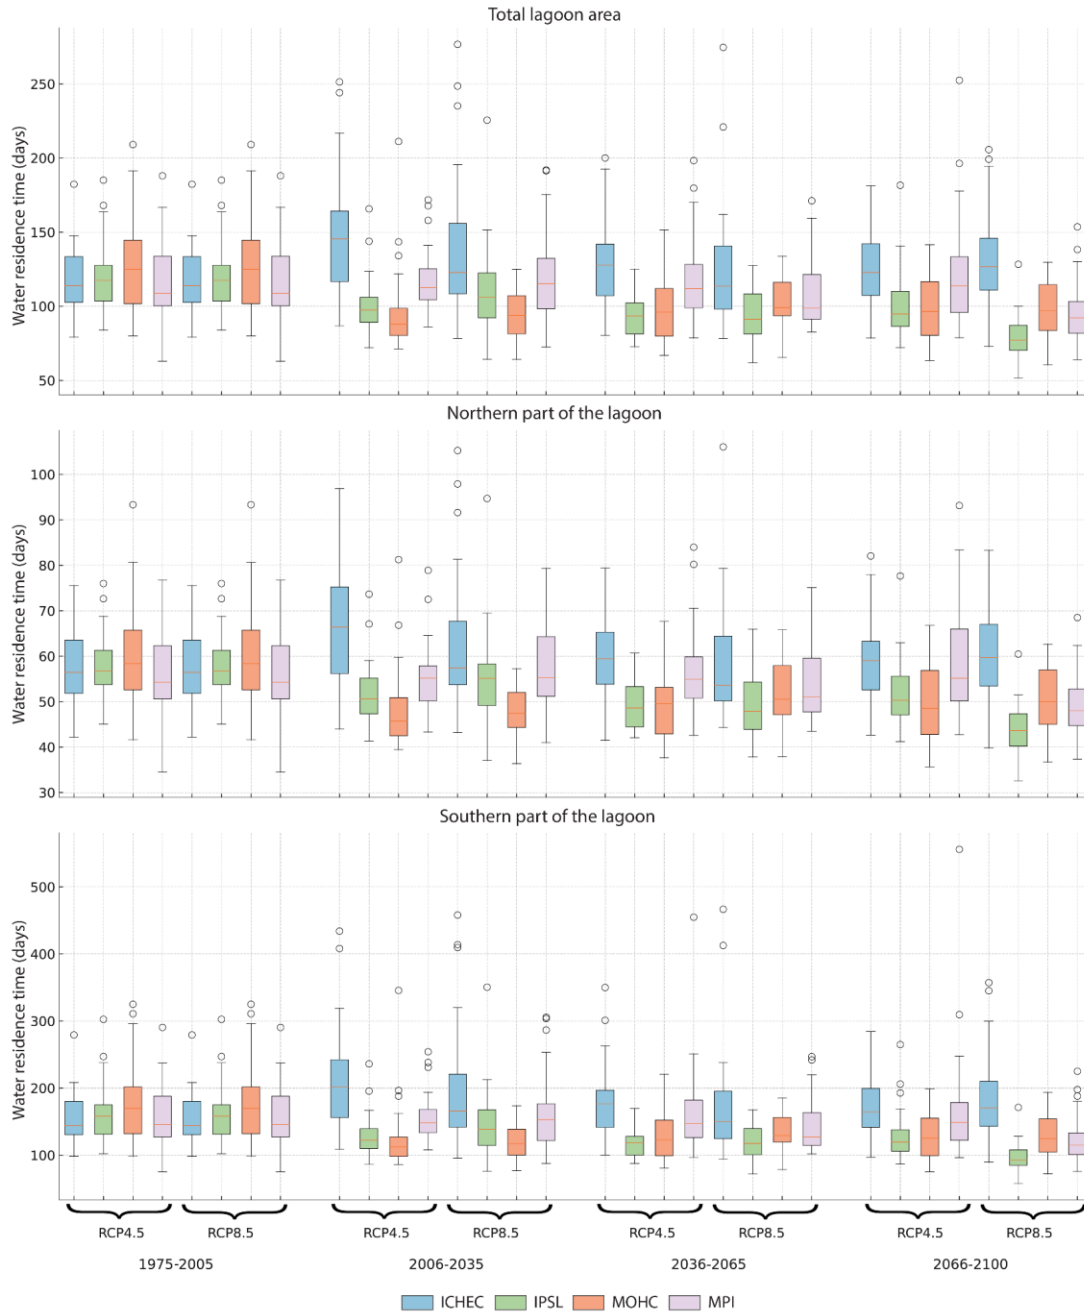 Total lagoon area
250
200
150
100
50
Water residence time (days)
Northern part of the lagoon
100
90
80
70
60
50
40
30
Water residence time (days)
Southern part of the lagoon
500
400
300
200
100
Water residence time (days)
RCP4.5 RCP8.5 RCP4.5 RCP8.5 RCP4.5 RCP8.5 RCP4.5 RCP8.5
1975-2005 2006-2035 2036-2065 2066-2100
ICHEC IPSL MOHC MPI